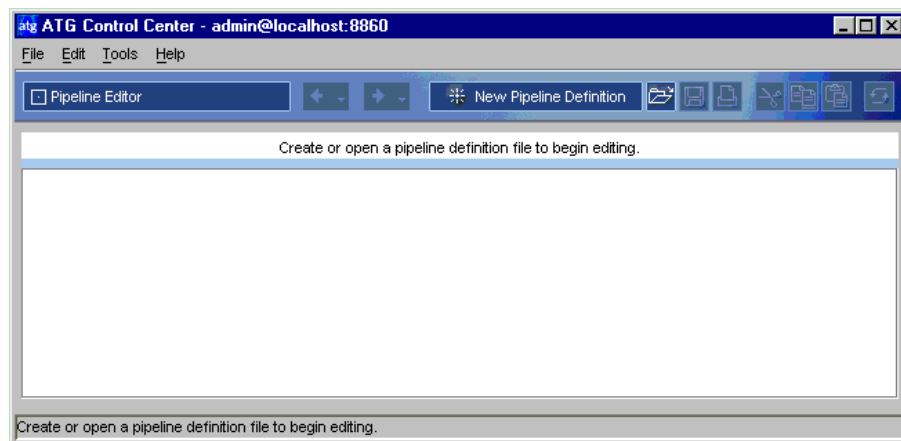 atg ATG Control Center - admin@localhost:8860
File Edit Tools Help
Pipeline Editor New Pipeline Definition
Create or open a pipeline definition file to begin editing.
Create or open a pipeline definition file to begin editing.